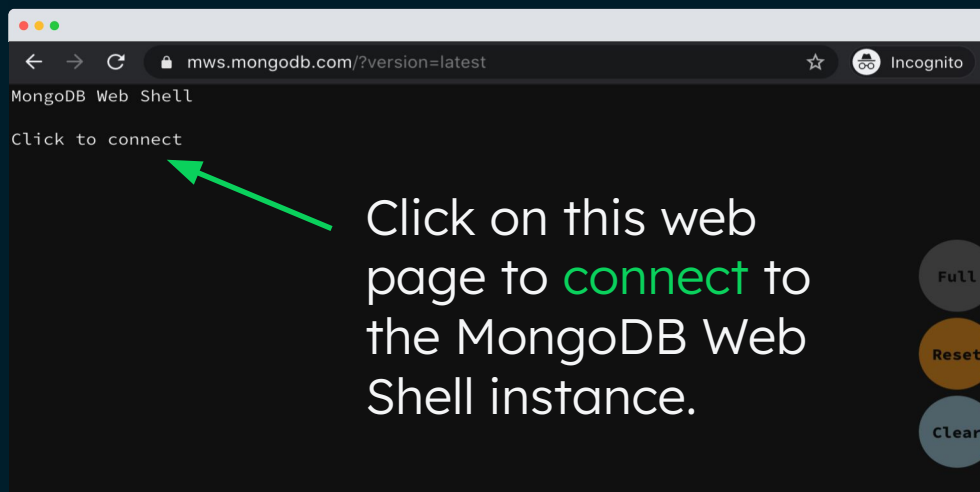 mws.mongodb.com/?version=latest
Incognito
MongoDB Web Shell
Click to connect
Click on this web
page to connect to
the MongoDB Web
Shell instance.
Full
Reset
Clear